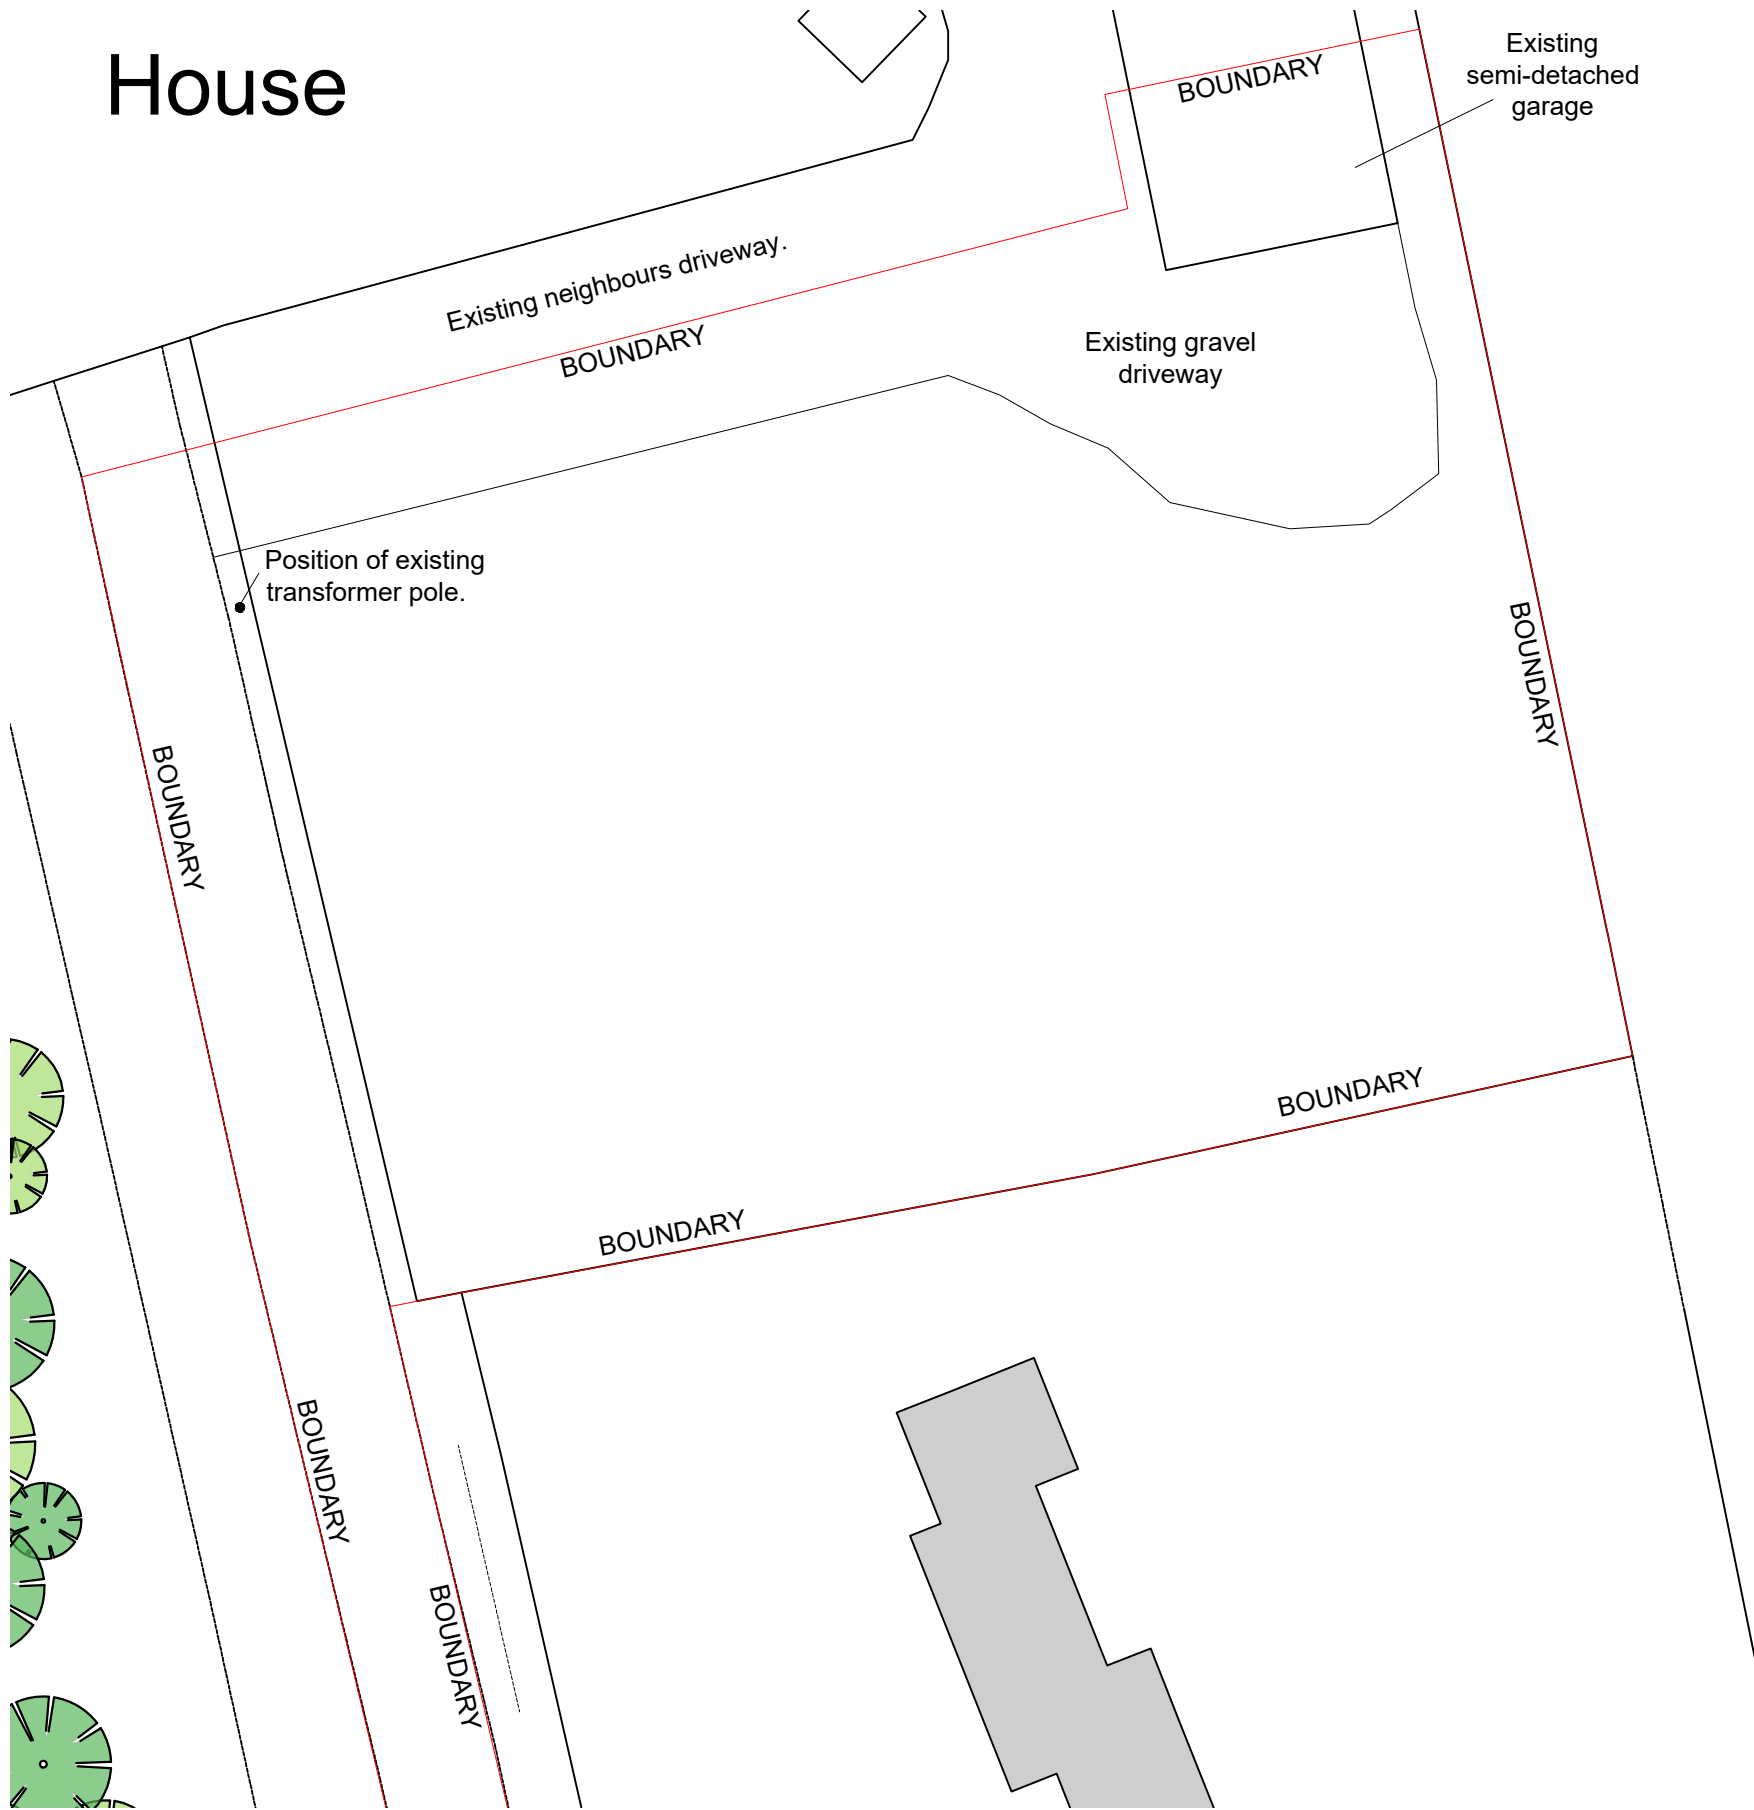 House
Existing
semi-detached
garage
BOUNDARY
Existing neighbours driveway.
BOUNDARY
Existing gravel
driveway
Position of existing
transformer pole.
BOUNDARY
BOUNDARY
BOUNDARY
BOUNDARY
BOUNDARY
BOUNDARY